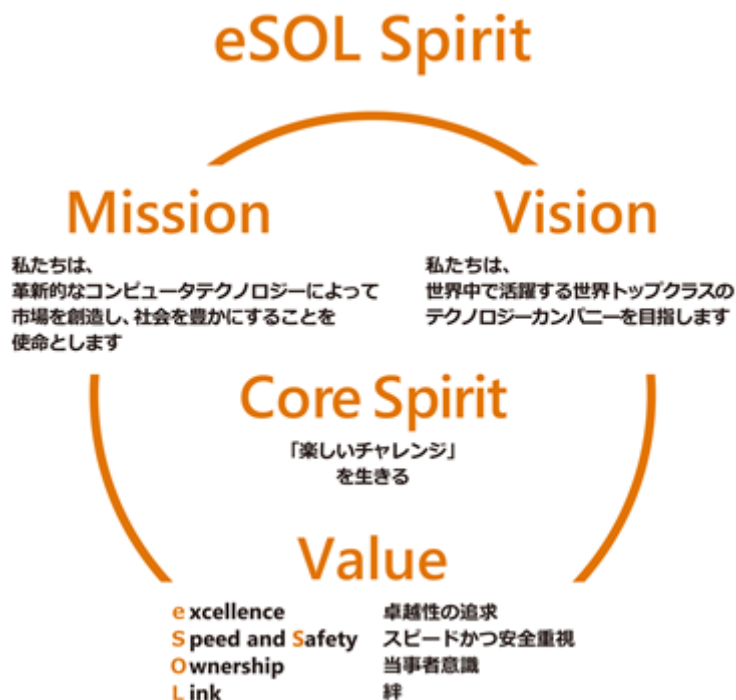 eSOL Spirit
Mission
私たちは、
革新的なコンピュータテクノロジーによって
市場を創造し、社会を豊かにすることを
使命とします
Vision
私たちは、
世界中で活躍する世界トップクラスの
テクノロジーカンパニーを目指します
Core Spirit
「楽しいチャレンジ」
を生きる
Value
excellence 卓越性の追求
Speed and Safety スピードかつ安全重視
Ownership 当事者意識
Link 絆